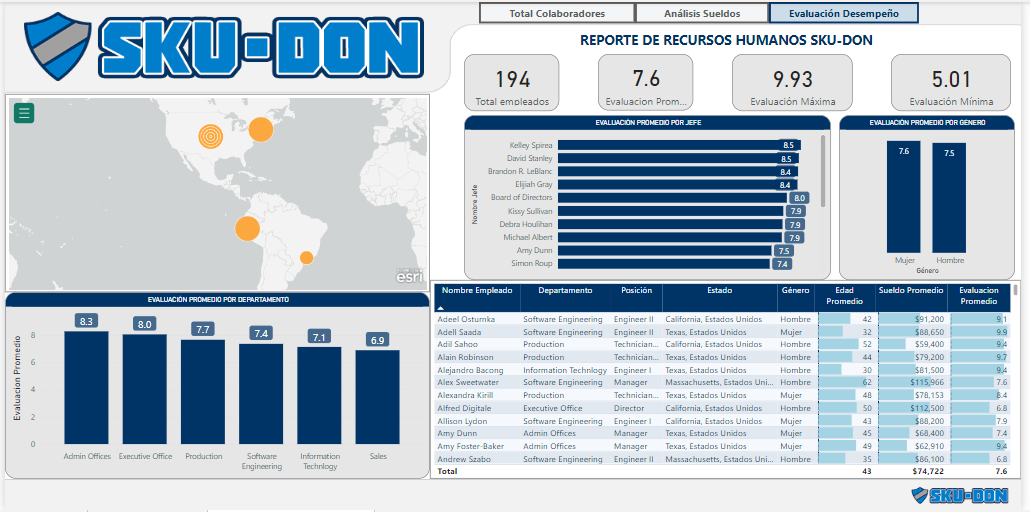 SKU-DON
Total Colaboradores
Análisis Sueldos
Evaluación Desempeño
REPORTE DE RECURSOS HUMANOS SKU-DON
194
Total empleados
7.6
Evaluacion Prom...
9.93
Evaluación Máxima
5.01
Evaluación Mínima
esri
EVALUACIÓN PROMEDIO POR JEFE
Nombre Jefe
Kelley Spirea 8.5
David Stanley 8.5
Brandon R. LeBlanc 8.4
Elijiah Gray 8.4
Board of Directors 8.0
Kissy Sullivan 7.9
Debra Houlihan 7.9
Michael Albert 7.9
Amy Dunn 7.5
Simon Roup 7.4
EVALUACIÓN PROMEDIO POR GÉNERO
7.6 7.5
Mujer Hombre
Género
EVALUACIÓN PROMEDIO POR DEPARTAMENTO
Evaluacion Promedio
8
6
4
2
0
8.3 8.0 7.7 7.4 7.1 6.9
Admin Offices Executive Office Production Software Engineering Information Technlogy Sales
Nombre Empleado Departamento Posición Estado Género Edad Promedio Sueldo Promedio Evaluacion Promedio
Adeel Osturnka Software Engineering Engineer II California, Estados Unidos Hombre 42 $91,200 9.1
Adell Saada Software Engineering Engineer II Texas, Estados Unidos Mujer 32 $88,650 9.9
Adil Sahoo Production Technician... California, Estados Unidos Hombre 52 $59,400 9.4
Alain Robinson Production Technician... Texas, Estados Unidos Hombre 44 $79,200 9.7
Alejandro Bacong Information Technlogy Engineer I Texas, Estados Unidos Hombre 30 $81,500 9.4
Alex Sweetwater Software Engineering Manager Massachusetts, Estados Uni... Hombre 62 $115,966 7.6
Alexandra Kirill Production Technician... Texas, Estados Unidos Mujer 48 $78,153 8.4
Alfred Digitale Executive Office Director California, Estados Unidos Hombre 50 $112,500 6.8
Allison Lydon Software Engineering Engineer I California, Estados Unidos Mujer 43 $88,200 7.9
Amy Dunn Admin Offices Manager Texas, Estados Unidos Mujer 45 $68,400 7.4
Amy Foster-Baker Admin Offices Manager Texas, Estados Unidos Mujer 49 $62,910 9.4
Andrew Szabo Software Engineering Engineer II Massachusetts, Estados Uni... Hombre 35 $86,100 6.8
Total 43 $74,722 7.6
SKU-DON